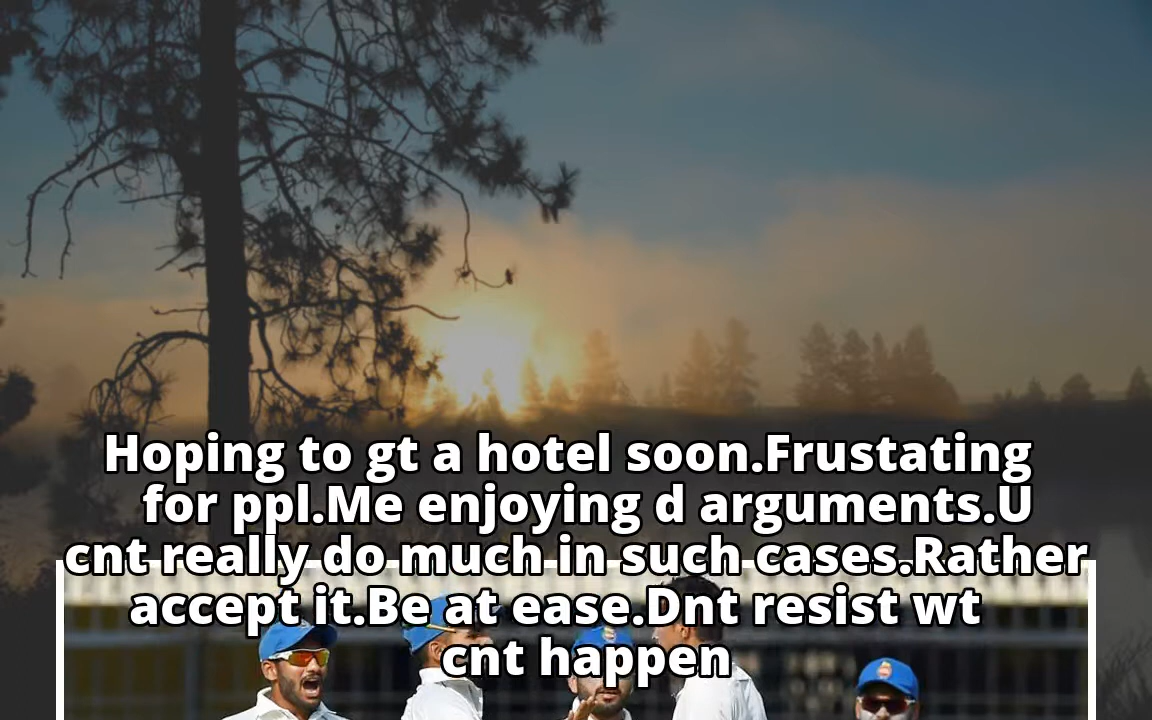 Hoping to gt a hotel soon.Frustating
for ppl.Me enjoying d arguments.U
cnt really do much in such cases.Rather
accept it.Be at ease.Dnt resist wt
cnt happen